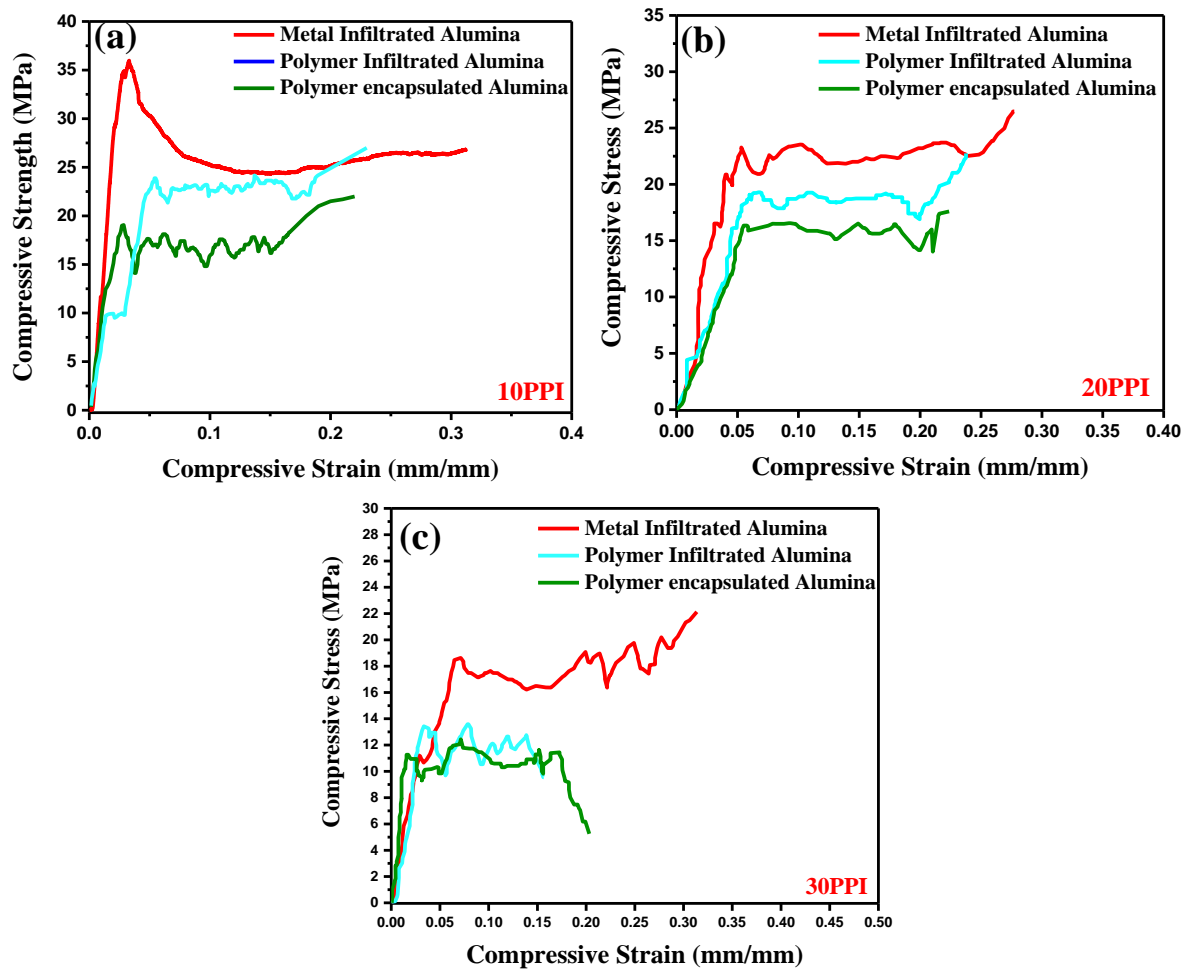 (a)
Metal Infiltrated Alumina
Polymer Infiltrated Alumina
Polymer encapsulated Alumina
Compressive Strength (MPa)
40
35
30
25
20
15
10
5
0
10PPI
0.0 0.1 0.2 0.3 0.4
Compressive Strain (mm/mm)
(b)
Metal Infiltrated Alumina
Polymer Infiltrated Alumina
Polymer encapsulated Alumina
Compressive Stress (MPa)
35
30
25
20
15
10
5
0
20PPI
0.00 0.05 0.10 0.15 0.20 0.25 0.30 0.35 0.40
Compressive Strain (mm/mm)
(c)
Metal Infiltrated Alumina
Polymer Infiltrated Alumina
Polymer encapsulated Alumina
Compressive Stress (MPa)
30
28
26
24
22
20
18
16
14
12
10
8
6
4
2
0
30PPI
0.00 0.05 0.10 0.15 0.20 0.25 0.30 0.35 0.40 0.45 0.50
Compressive Strain (mm/mm)